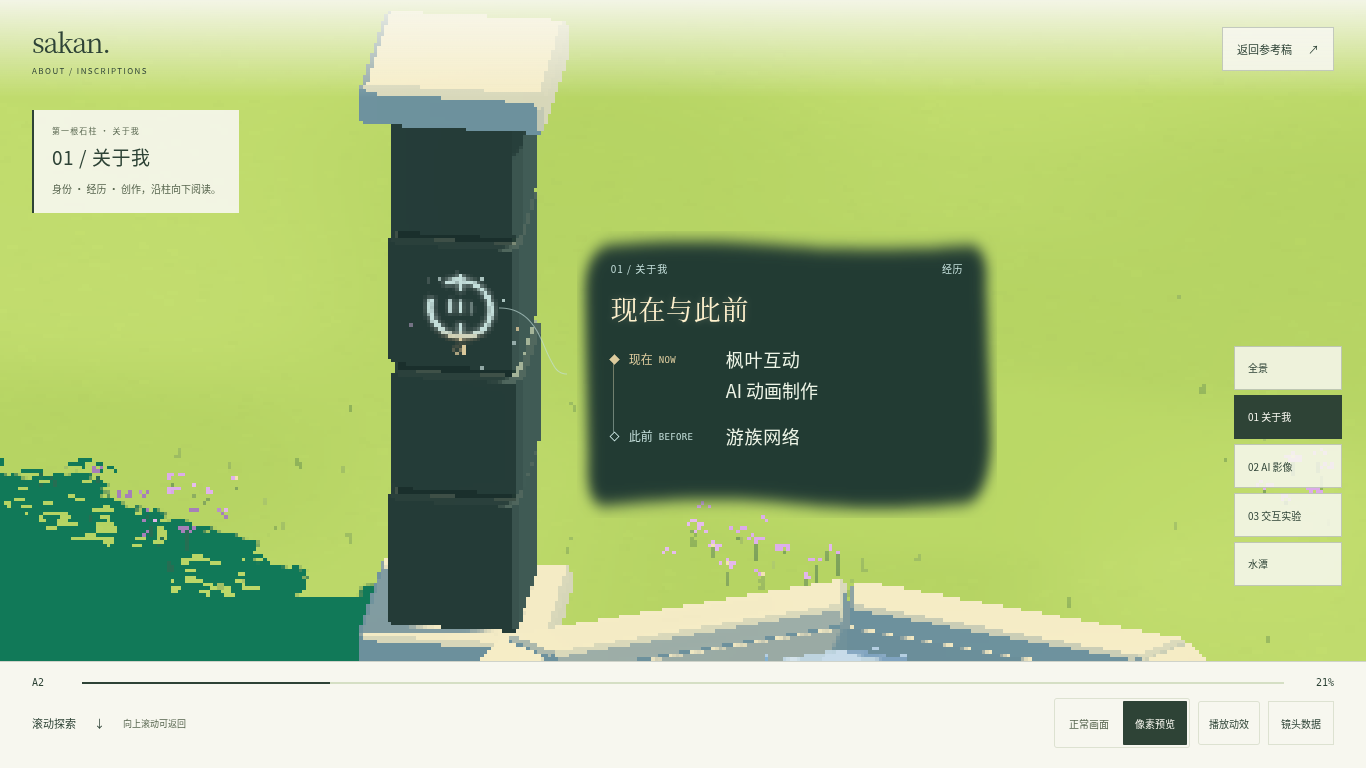 sakan.
ABOUT / INSCRIPTIONS
返回参考稿 ↗
第一根石柱 · 关于我
01 / 关于我
身份 · 经历 · 创作，沿柱向下阅读。
01 / 关于我 经历
现在与此前
现在 NOW 枫叶互动
AI 动画制作
此前 BEFORE 游族网络
全景
01 关于我
02 AI 影像
03 交互实验
水潭
A2 21%
滚动探索 ↓ 向上滚动可返回
正常画面 像素预览 播放动效 镜头数据